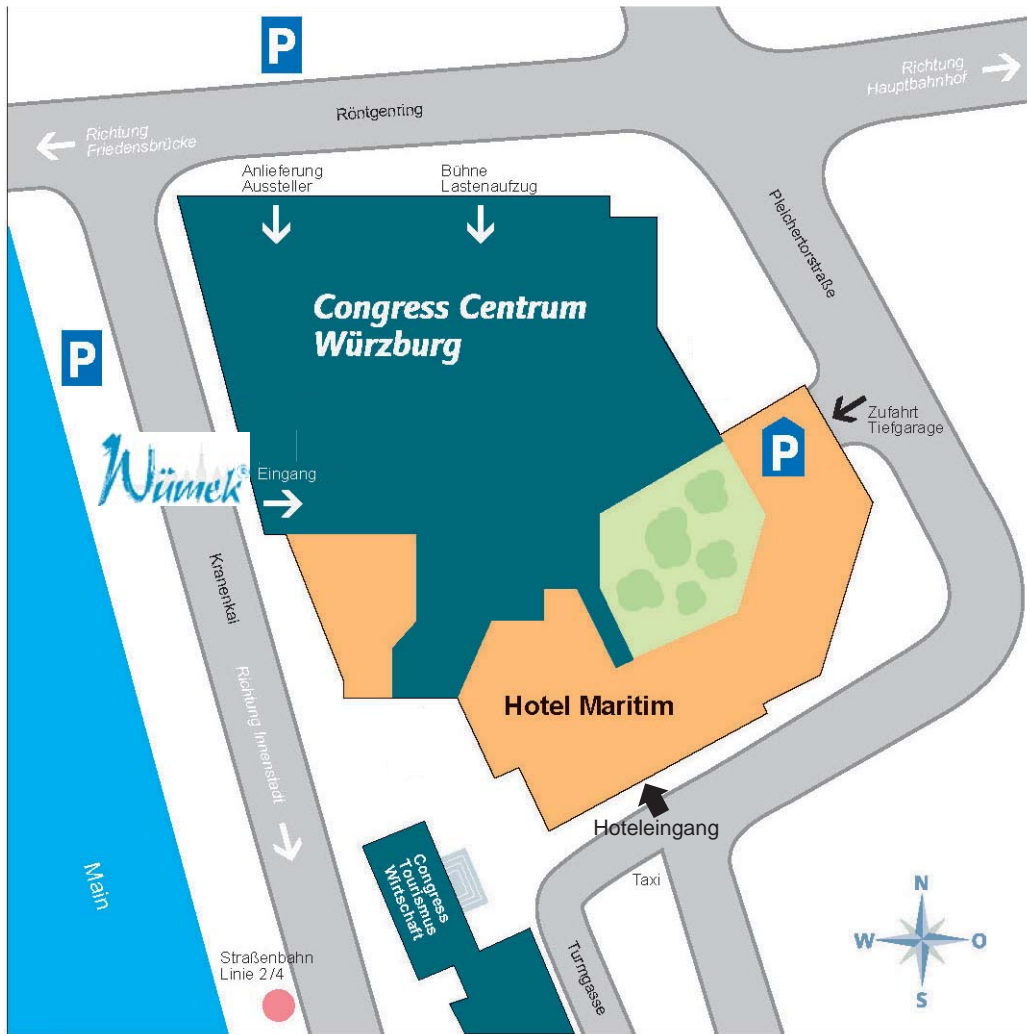 P
Richtung
Hauptbahnhof
Röntgenring
Richtung
Friedensbrücke
Anlieferung
Aussteller
Bühne
Lastenaufzug
Pleichertorstraße
Congress Centrum
Würzburg
P
Zufahrt
Tiefgarage
P
Wümek®
Eingang
Kranenkai
Richtung Innenstadt
Hotel Maritim
Hoteleingang
Main
Congress
Tourismus
Wirtschaft
Taxi
N
W
O
S
Straßenbahn
Linie 2/4
Turmgasse